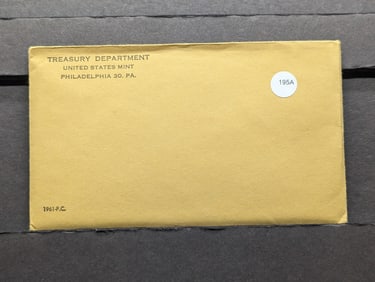 TREASURY DEPARTMENT
UNITED STATES MINT
PHILADELPHIA 30, PA.
195A
1961-P.C.